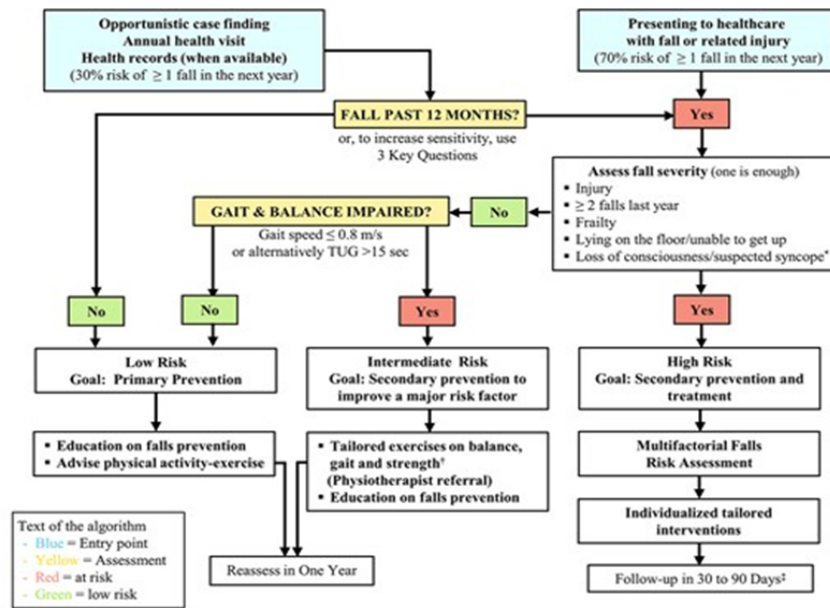 Opportunistic case finding
Annual health visit
Health records (when available)
(30% risk of ≥ 1 fall in the next year)
Presenting to healthcare
with fall or related injury
(70% risk of ≥ 1 fall in the next year)
FALL PAST 12 MONTHS?
or, to increase sensitivity, use
3 Key Questions
Yes
Assess fall severity (one is enough)
▪ Injury
▪ ≥ 2 falls last year
▪ Frailty
▪ Lying on the floor/unable to get up
▪ Loss of consciousness/suspected syncope*
No
GAIT & BALANCE IMPAIRED?
Gait speed ≤ 0.8 m/s
or alternatively TUG >15 sec
No
No
Yes
Yes
Low Risk
Goal: Primary Prevention
Intermediate Risk
Goal: Secondary prevention to
improve a major risk factor
High Risk
Goal: Secondary prevention and
treatment
▪ Education on falls prevention
▪ Advise physical activity-exercise
▪ Tailored exercises on balance,
gait and strength†
(Physiotherapist referral)
▪ Education on falls prevention
Multifactorial Falls
Risk Assessment
Individualized tailored
interventions
Text of the algorithm
- Blue = Entry point
- Yellow = Assessment
- Red = at risk
- Green = low risk
Reassess in One Year
Follow-up in 30 to 90 Days‡